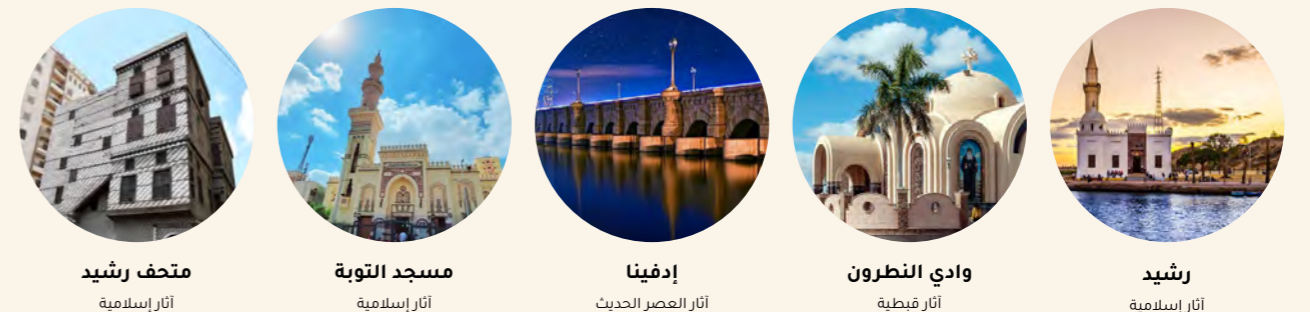 رشيد
آثار إسلامية
وادي النطرون
آثار قبطية
إدفينا
آثار العصر الحديث
مسجد التوبة
آثار إسلامية
متحف رشيد
آثار إسلامية